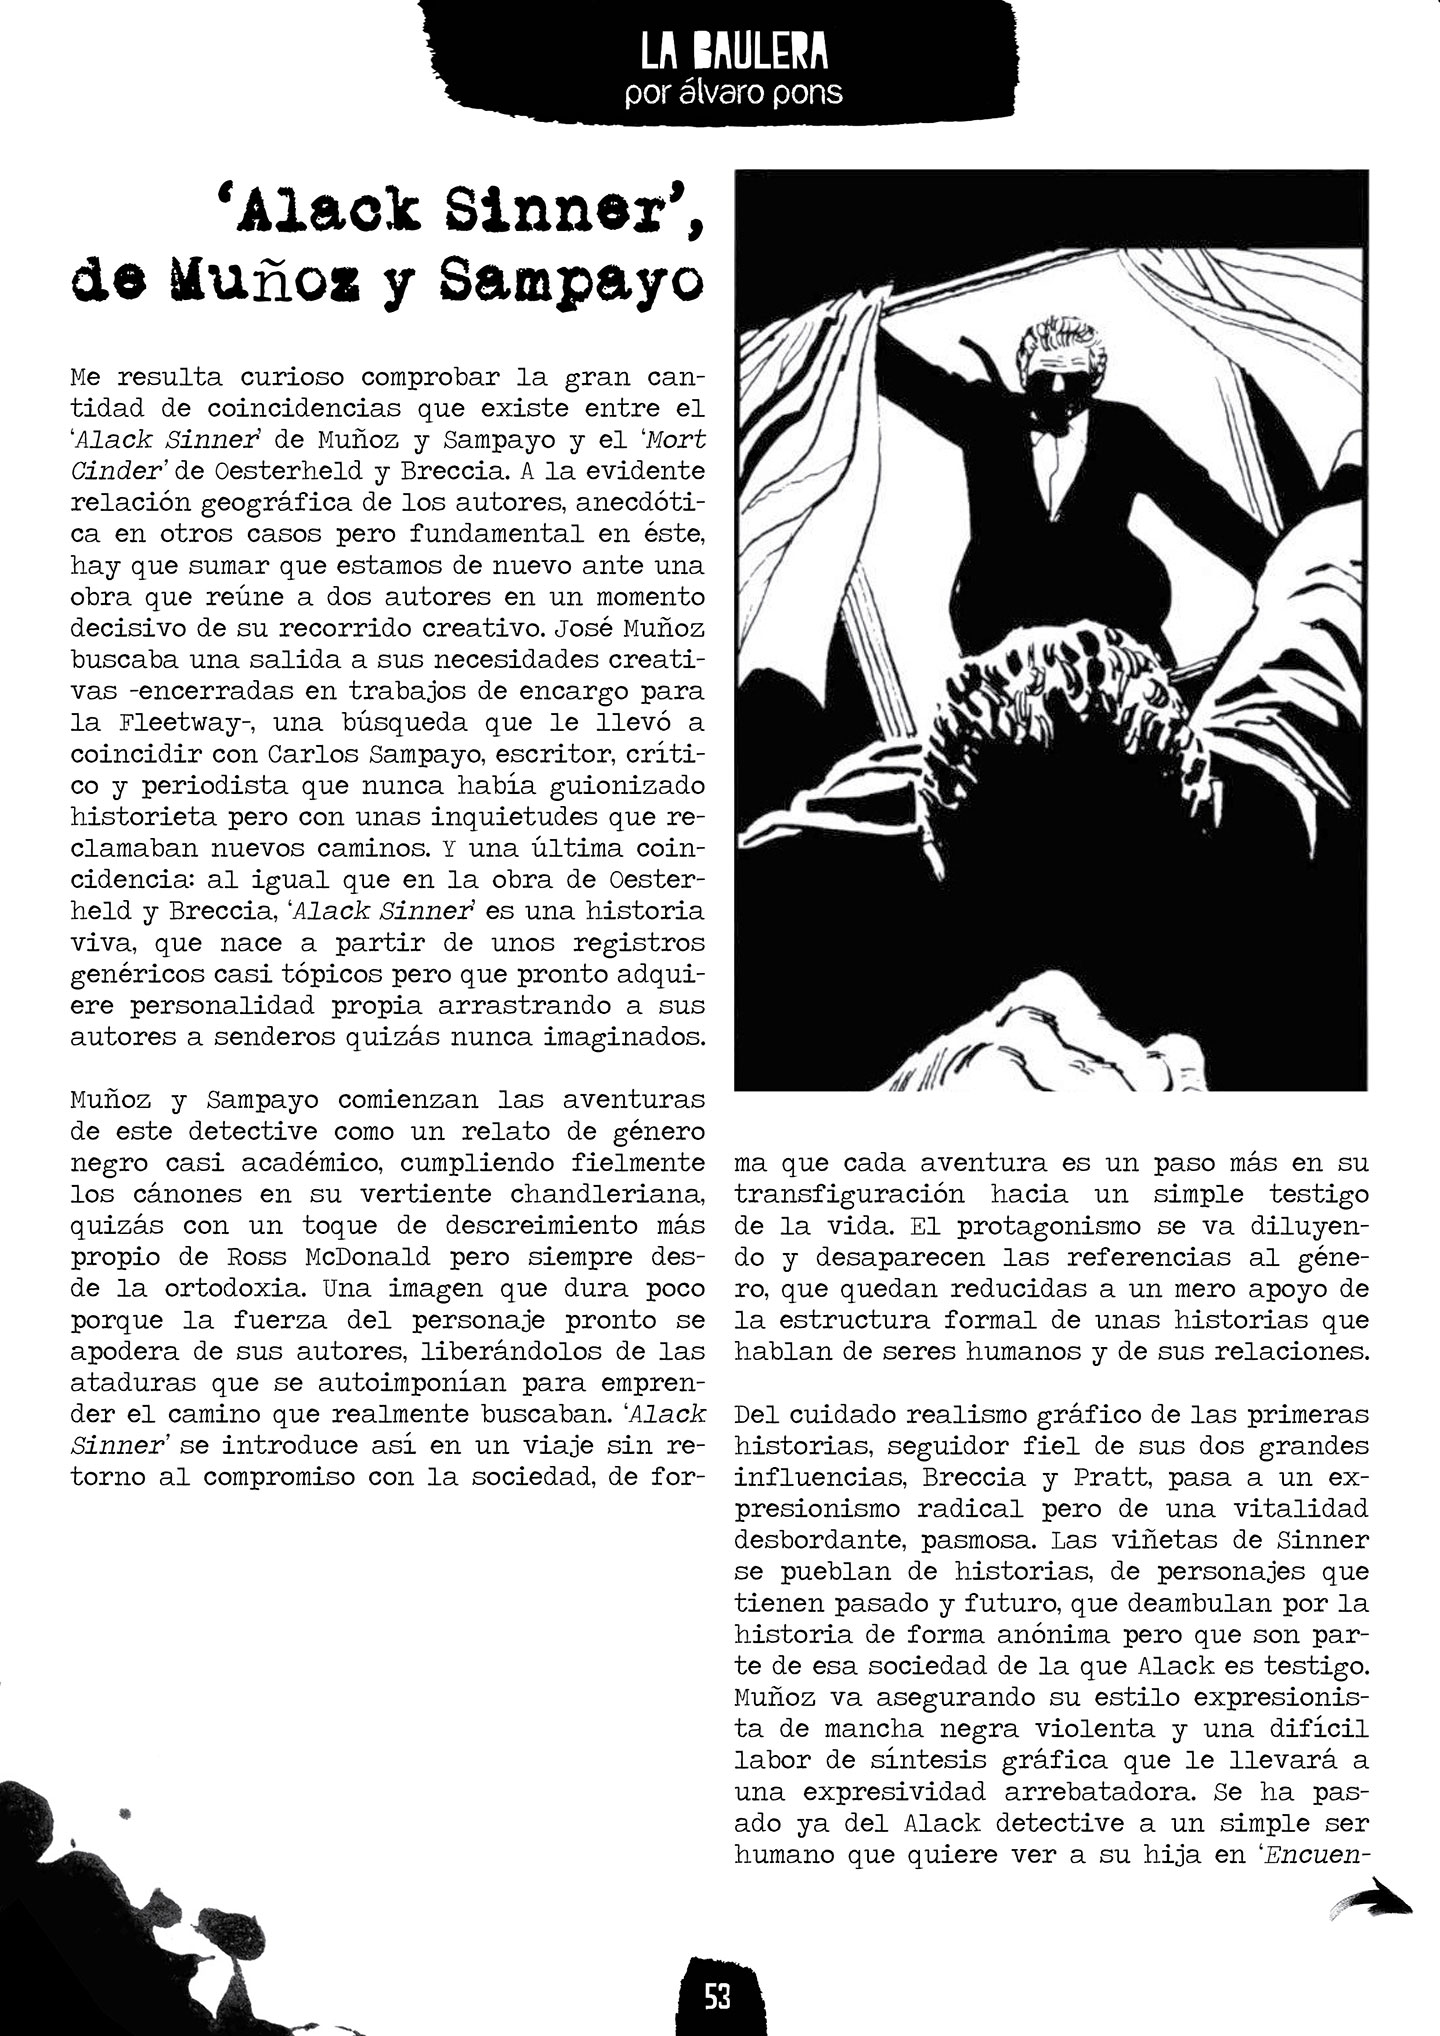 LA BAULERA
por álvaro pons
‘Alack Sinner’,
de Muñoz y Sampayo
Me resulta curioso comprobar la gran can-
tidad de coincidencias que existe entre el
‘Alack Sinner’ de Muñoz y Sampayo y el ‘Mort
Cinder’ de Oesterheld y Breccia. A la evidente
relación geográfica de los autores, anecdóti-
ca en otros casos pero fundamental en éste,
hay que sumar que estamos de nuevo ante una
obra que reúne a dos autores en un momento
decisivo de su recorrido creativo. José Muñoz
buscaba una salida a sus necesidades creati-
vas -encerradas en trabajos de encargo para
la Fleetway-, una búsqueda que le llevó a
coincidir con Carlos Sampayo, escritor, críti-
co y periodista que nunca había guionizado
historieta pero con unas inquietudes que re-
clamaban nuevos caminos. Y una última coin-
cidencia: al igual que en la obra de Oester-
held y Breccia, ‘Alack Sinner’ es una historia
viva, que nace a partir de unos registros
genéricos casi tópicos pero que pronto adqui-
ere personalidad propia arrastrando a sus
autores a senderos quizás nunca imaginados.
Muñoz y Sampayo comienzan las aventuras
de este detective como un relato de género
negro casi académico, cumpliendo fielmente
los cánones en su vertiente chandleriana,
quizás con un toque de descreimiento más
propio de Ross McDonald pero siempre des-
de la ortodoxia. Una imagen que dura poco
porque la fuerza del personaje pronto se
apodera de sus autores, liberándolos de las
ataduras que se autoimponían para empren-
der el camino que realmente buscaban. ‘Alack
Sinner’ se introduce así en un viaje sin re-
torno al compromiso con la sociedad, de for-
ma que cada aventura es un paso más en su
transfiguración hacia un simple testigo
de la vida. El protagonismo se va diluyen-
do y desaparecen las referencias al géne-
ro, que quedan reducidas a un mero apoyo de
la estructura formal de unas historias que
hablan de seres humanos y de sus relaciones.
Del cuidado realismo gráfico de las primeras
historias, seguidor fiel de sus dos grandes
influencias, Breccia y Pratt, pasa a un ex-
presionismo radical pero de una vitalidad
desbordante, pasmosa. Las viñetas de Sinner
se pueblan de historias, de personajes que
tienen pasado y futuro, que deambulan por la
historia de forma anónima pero que son par-
te de esa sociedad de la que Alack es testigo.
Muñoz va asegurando su estilo expresionis-
ta de mancha negra violenta y una difícil
labor de síntesis gráfica que le llevará a
una expresividad arrebatadora. Se ha pas-
ado ya del Alack detective a un simple ser
humano que quiere ver a su hija en ‘Encuen-
53